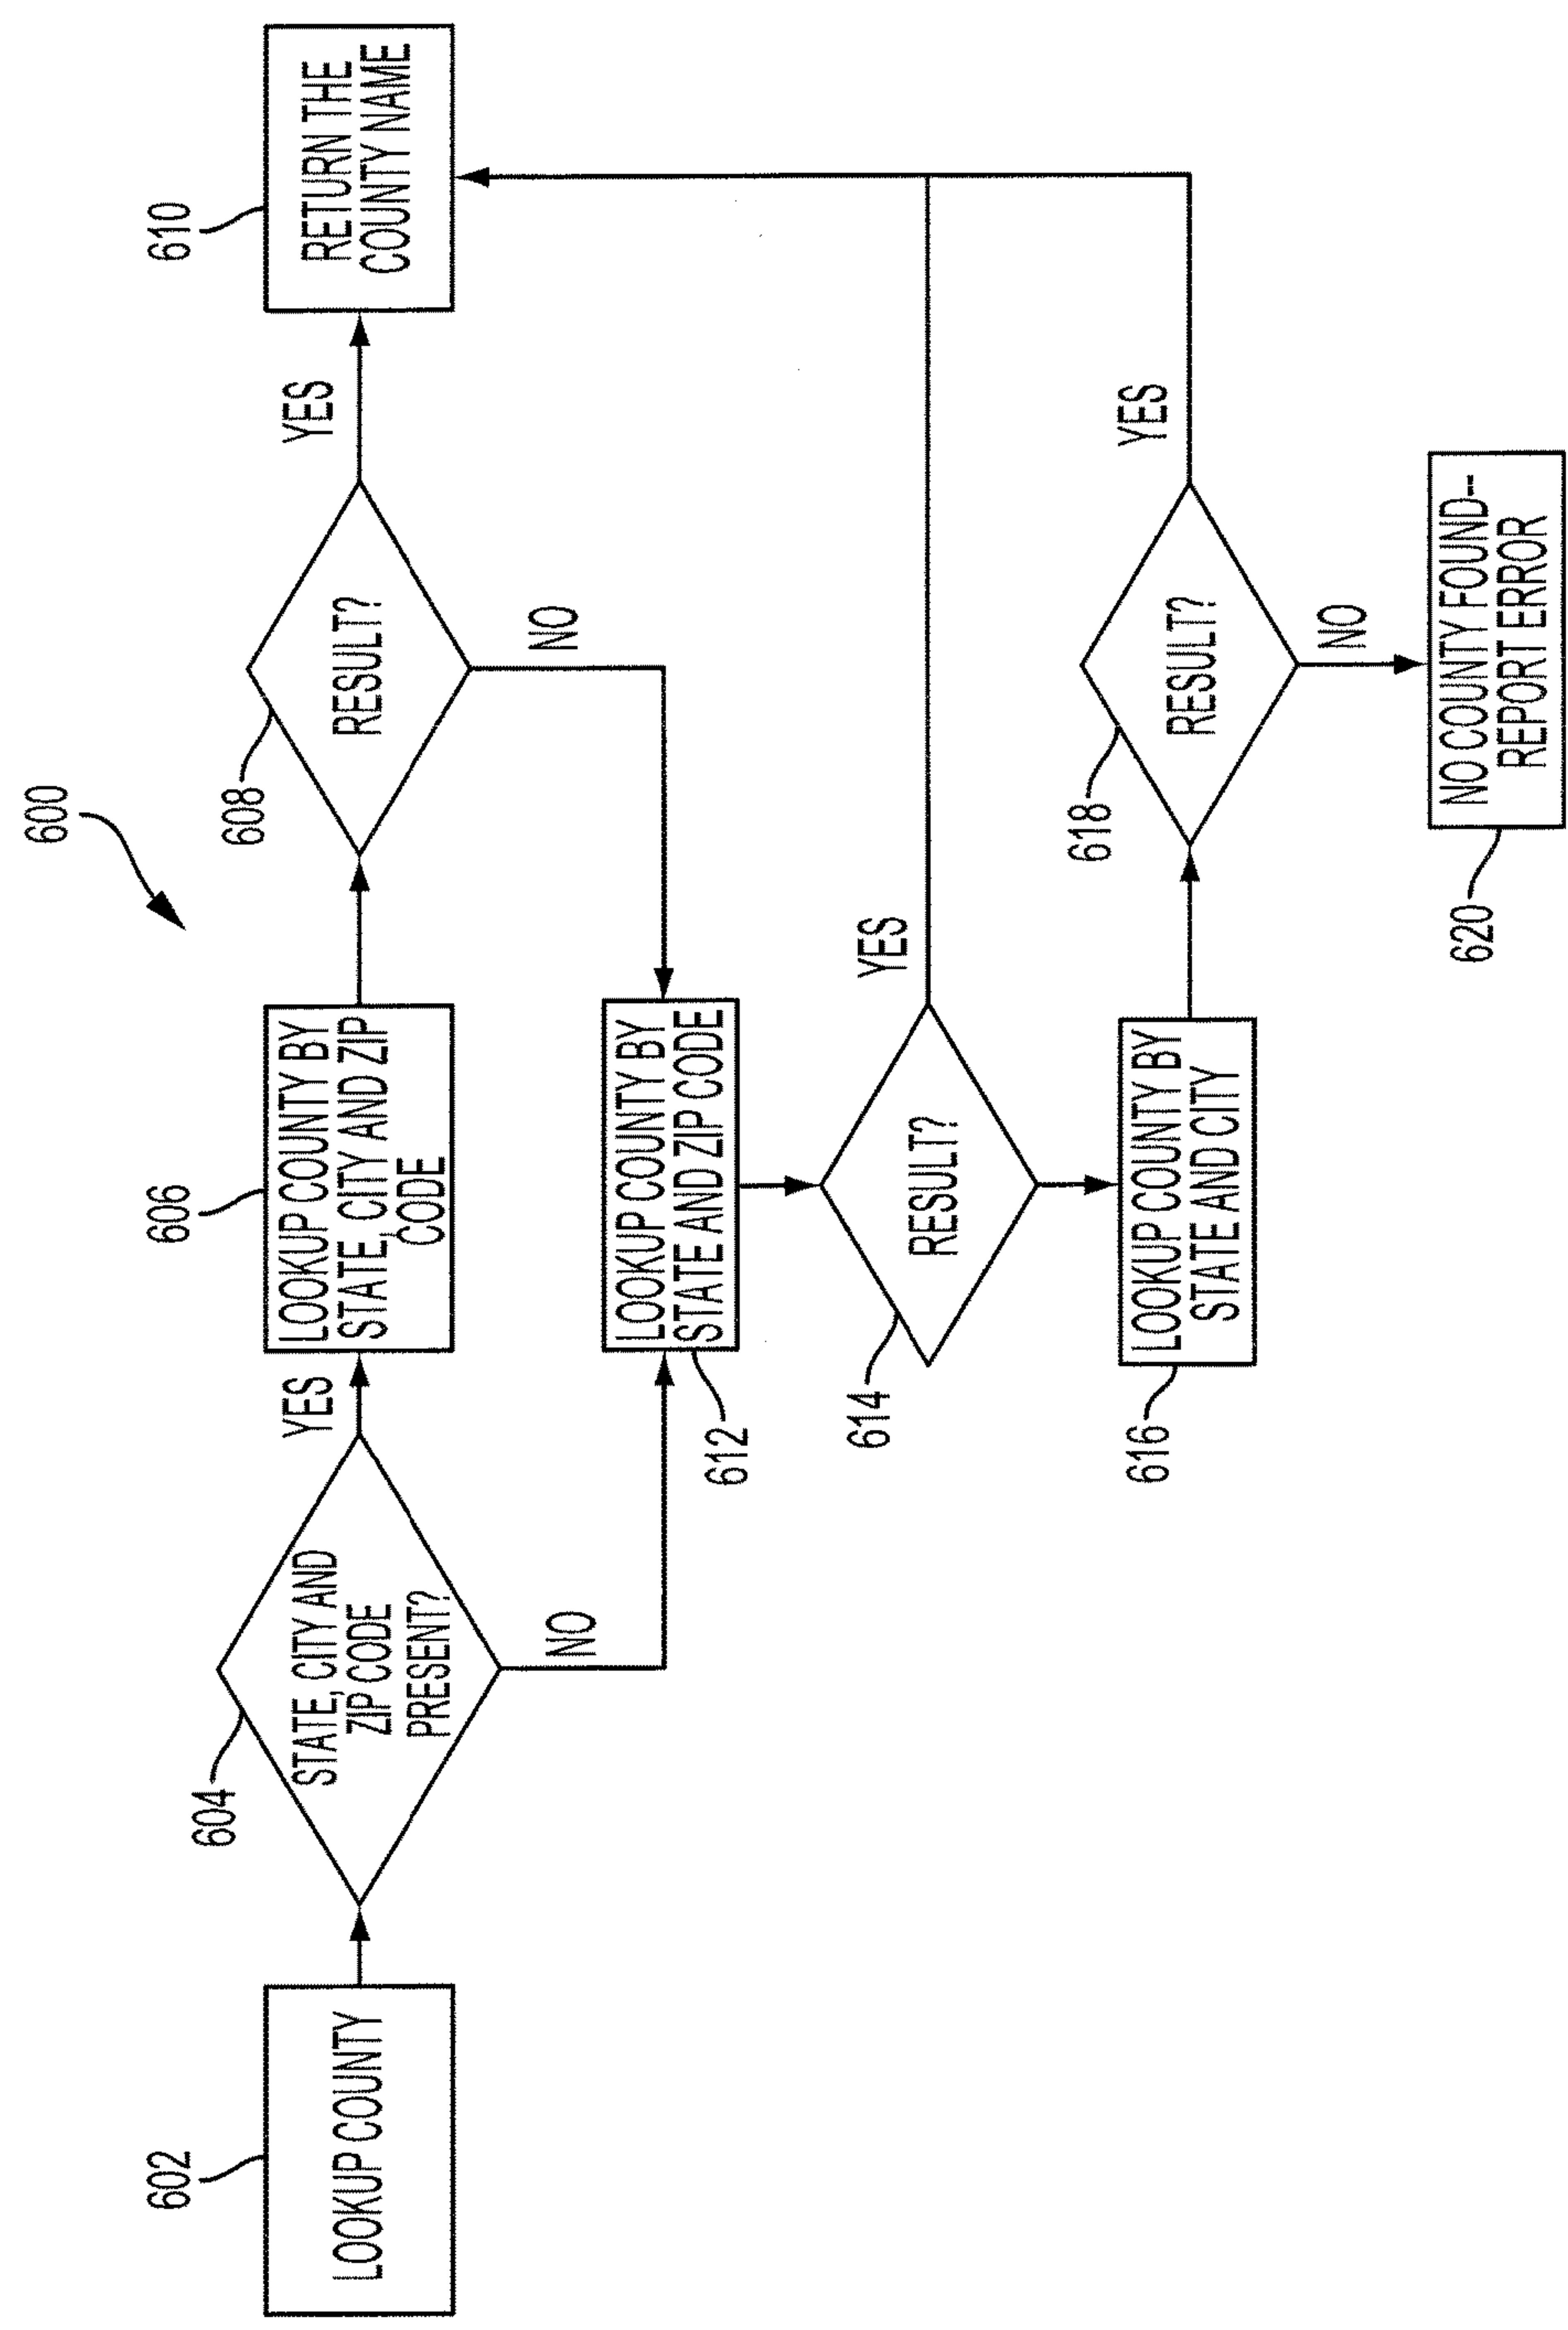 600
602
LOOKUP COUNTY
604
STATE, CITY AND
ZIP CODE
PRESENT?
YES
NO
606
LOOKUP COUNTY BY
STATE, CITY AND ZIP
CODE
608
RESULT?
YES
NO
610
RETURN THE
COUNTY NAME
612
LOOKUP COUNTY BY
STATE AND ZIP CODE
614
RESULT?
YES
616
LOOKUP COUNTY BY
STATE AND CITY
618
RESULT?
YES
NO
620
NO COUNTY FOUND--
REPORT ERROR